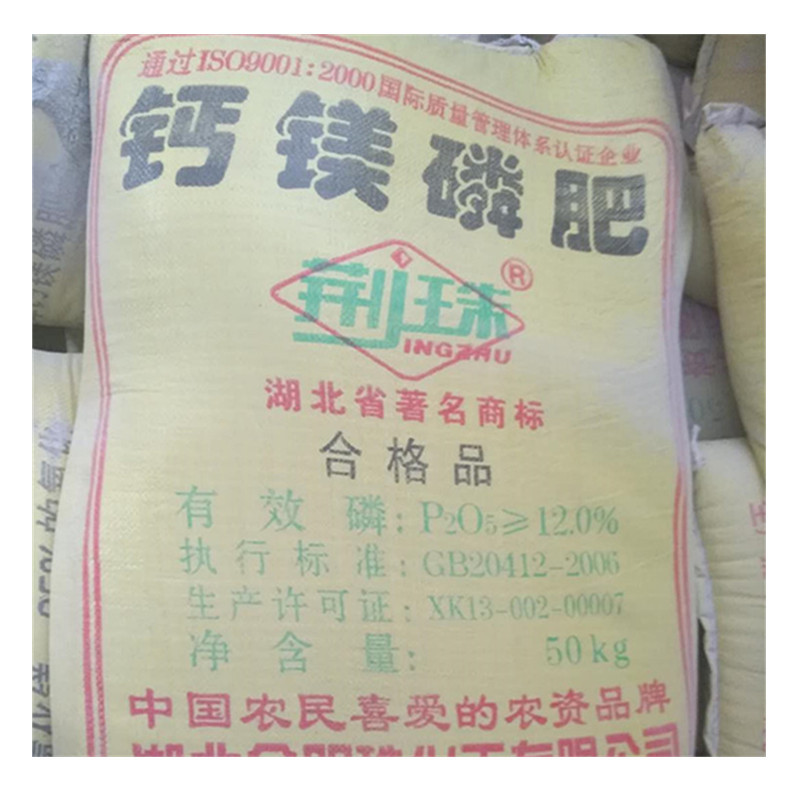 通过ISO9001:2000国际质量管理体系认证企业
钙镁磷肥
荆珠®
JINGZHU
湖北省著名商标
合格品
有效磷:P2O5≥12.0%
执行标准:GB20412-2006
生产许可证:XK13-002-00007
净含量:50kg
中国农民喜爱的农资品牌